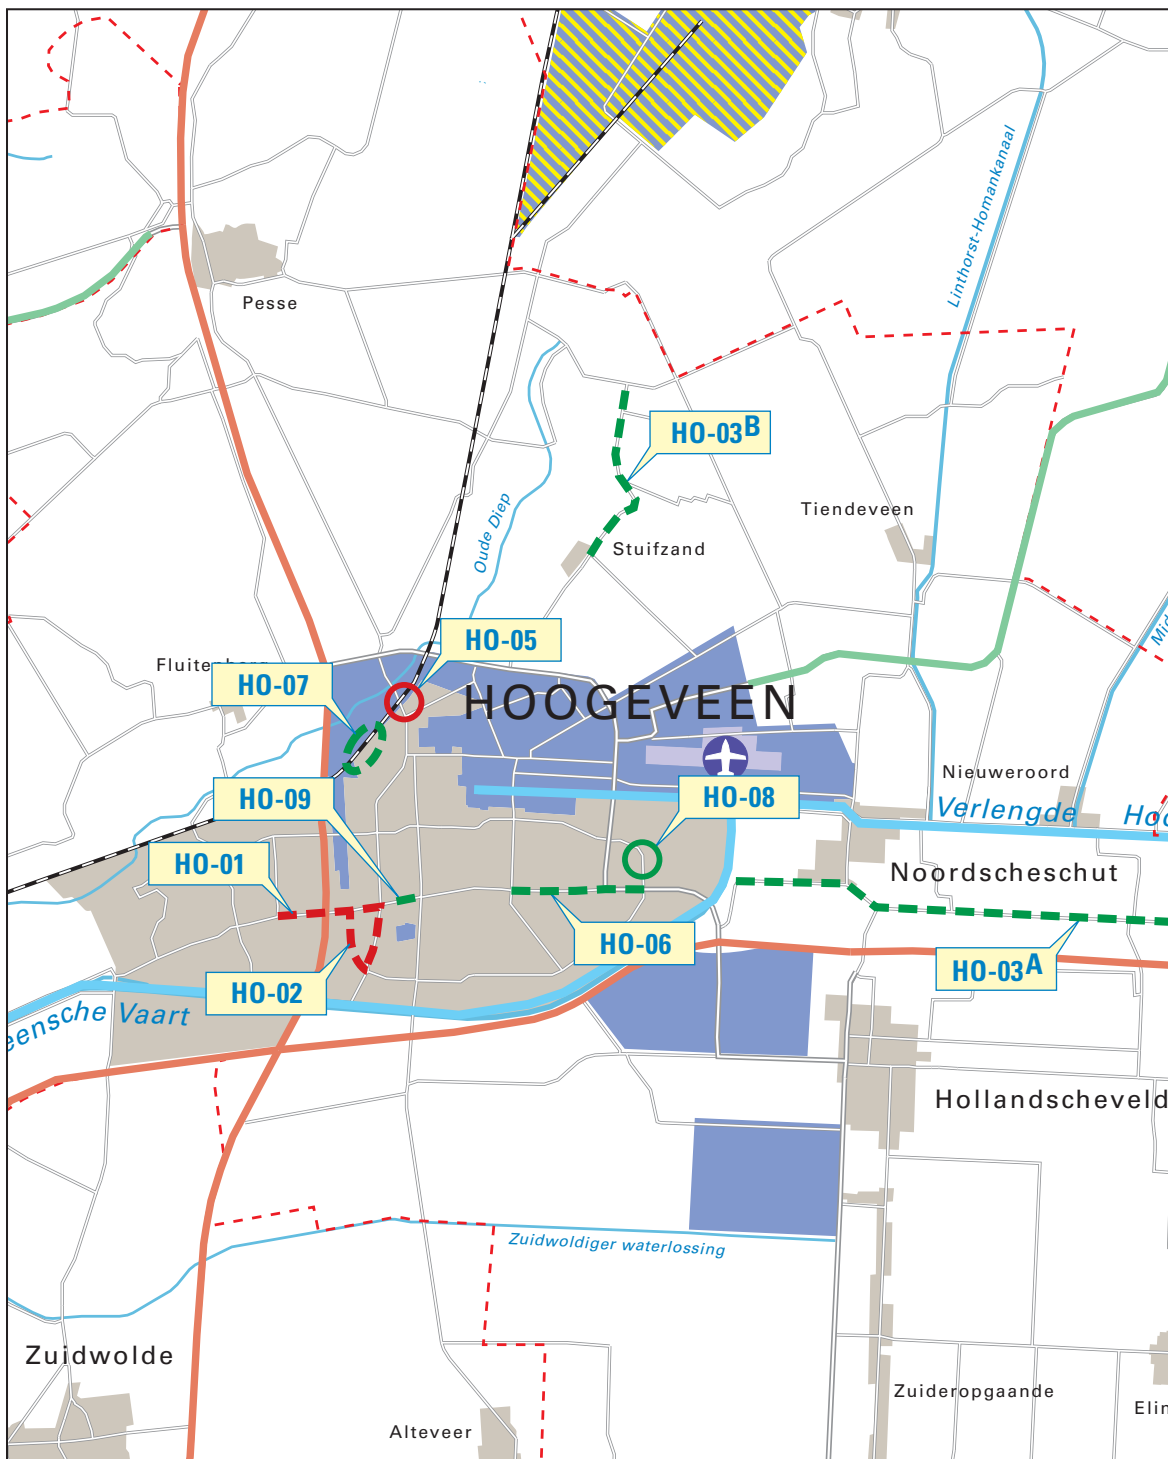 Linthorst-Homankanaal
Pesse
HO-03B
Tiendeveen
Oude Diep
Stuifzand
HO-05
Fluitenberg
HO-07
HOOGEVEEN
Nieuweroord
HO-09
HO-08
Verlengde
HO-01
Noordscheschut
HO-06
HO-03A
HO-02
eensche Vaart
Hollandscheveld
Zuidwoldiger waterlossing
Zuidwolde
Zuideropgaande
Alteveer